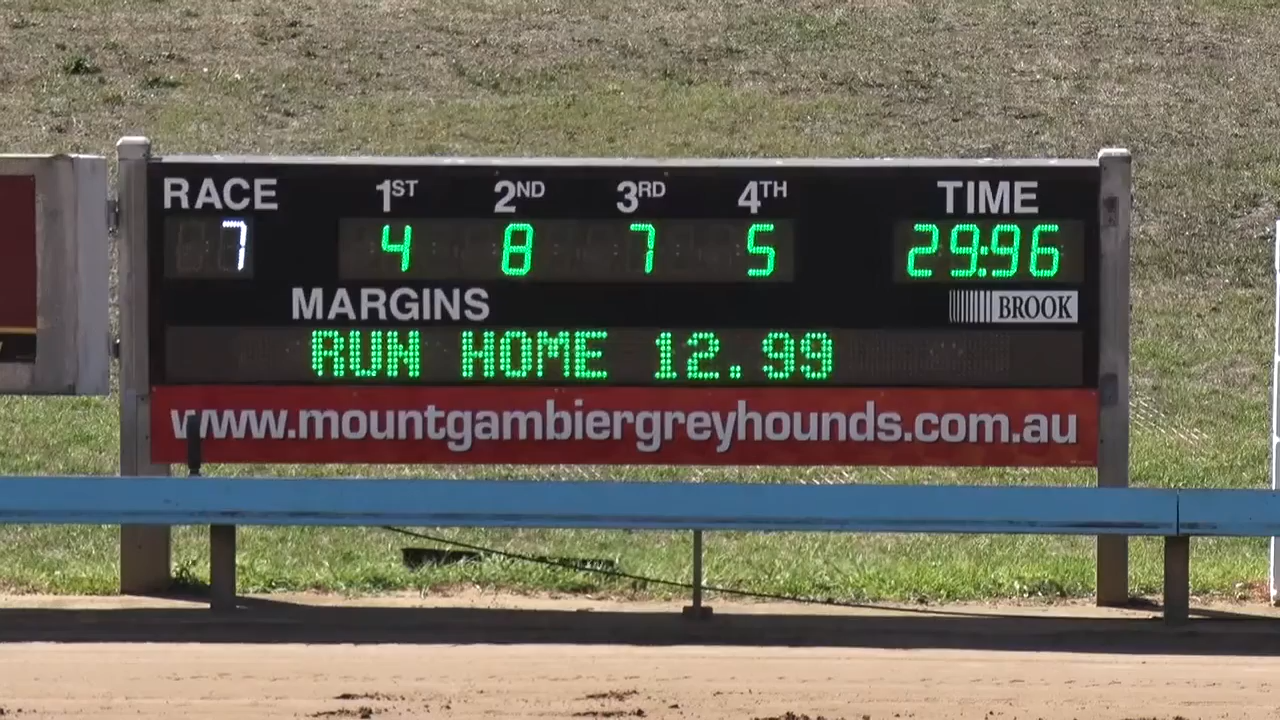 RACE 1ST 2ND 3RD 4TH TIME
7 4 8 7 5 29:96
MARGINS BROOK
RUN HOME 12.99
www.mountgambiergreyhounds.com.au